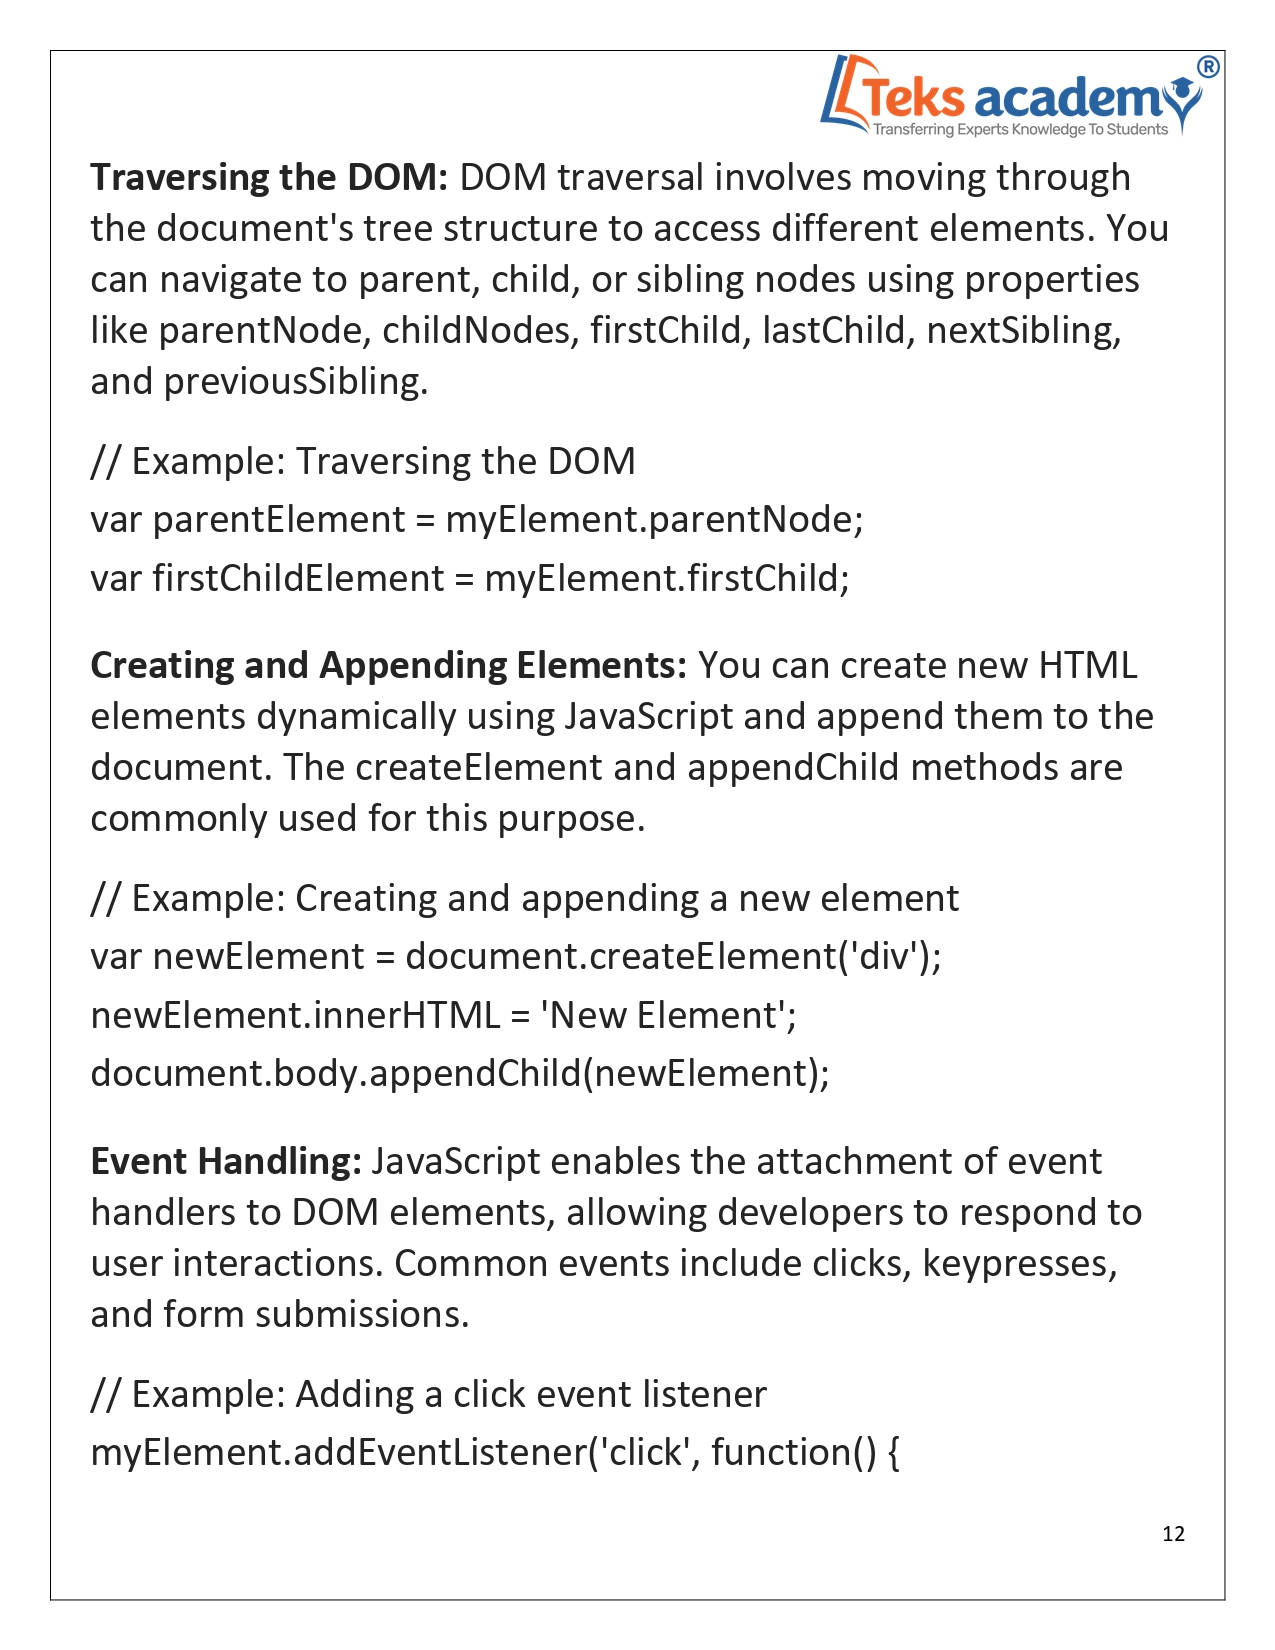 Teks academy ®
Transferring Experts Knowledge To Students
Traversing the DOM: DOM traversal involves moving through
the document's tree structure to access different elements. You
can navigate to parent, child, or sibling nodes using properties
like parentNode, childNodes, firstChild, lastChild, nextSibling,
and previousSibling.
// Example: Traversing the DOM
var parentElement = myElement.parentNode;
var firstChildElement = myElement.firstChild;
Creating and Appending Elements: You can create new HTML
elements dynamically using JavaScript and append them to the
document. The createElement and appendChild methods are
commonly used for this purpose.
// Example: Creating and appending a new element
var newElement = document.createElement('div');
newElement.innerHTML = 'New Element';
document.body.appendChild(newElement);
Event Handling: JavaScript enables the attachment of event
handlers to DOM elements, allowing developers to respond to
user interactions. Common events include clicks, keypresses,
and form submissions.
// Example: Adding a click event listener
myElement.addEventListener('click', function() {
12